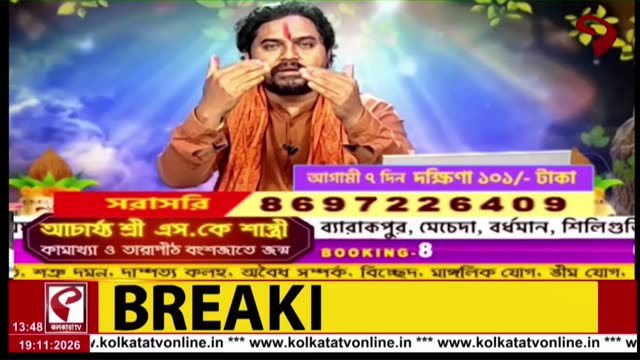 আগামী ৭ দিন দক্ষিণা ১০১/- টাকা
সরাসরি
8697226409
আচার্য্য শ্রী এস.কে শাস্ত্রী
ব্যারাকপুর, মেচেদা, বর্ধমান, শিলিগুড়ি
কামাখ্যা ও তারাপীঠ বংশজাতে জন্ম
BOOKING-8
শত্রু দমন; দাম্পত্য কলহ, অবৈধ সম্পর্ক, বিচ্ছেদ, মাঙ্গলিক যোগ, ভীম যোগ,
BREAKI
কলকাতা TV
13:48
19:11:2026
www.kolkatatvonline.in *** www.kolkatatvonline.in *** www.kolkatatvonline.in ***